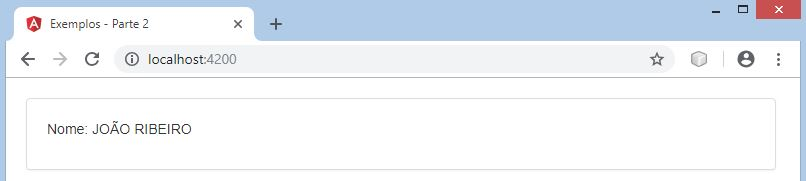 Exemplos - Parte 2
localhost:4200
Nome: JOÃO RIBEIRO